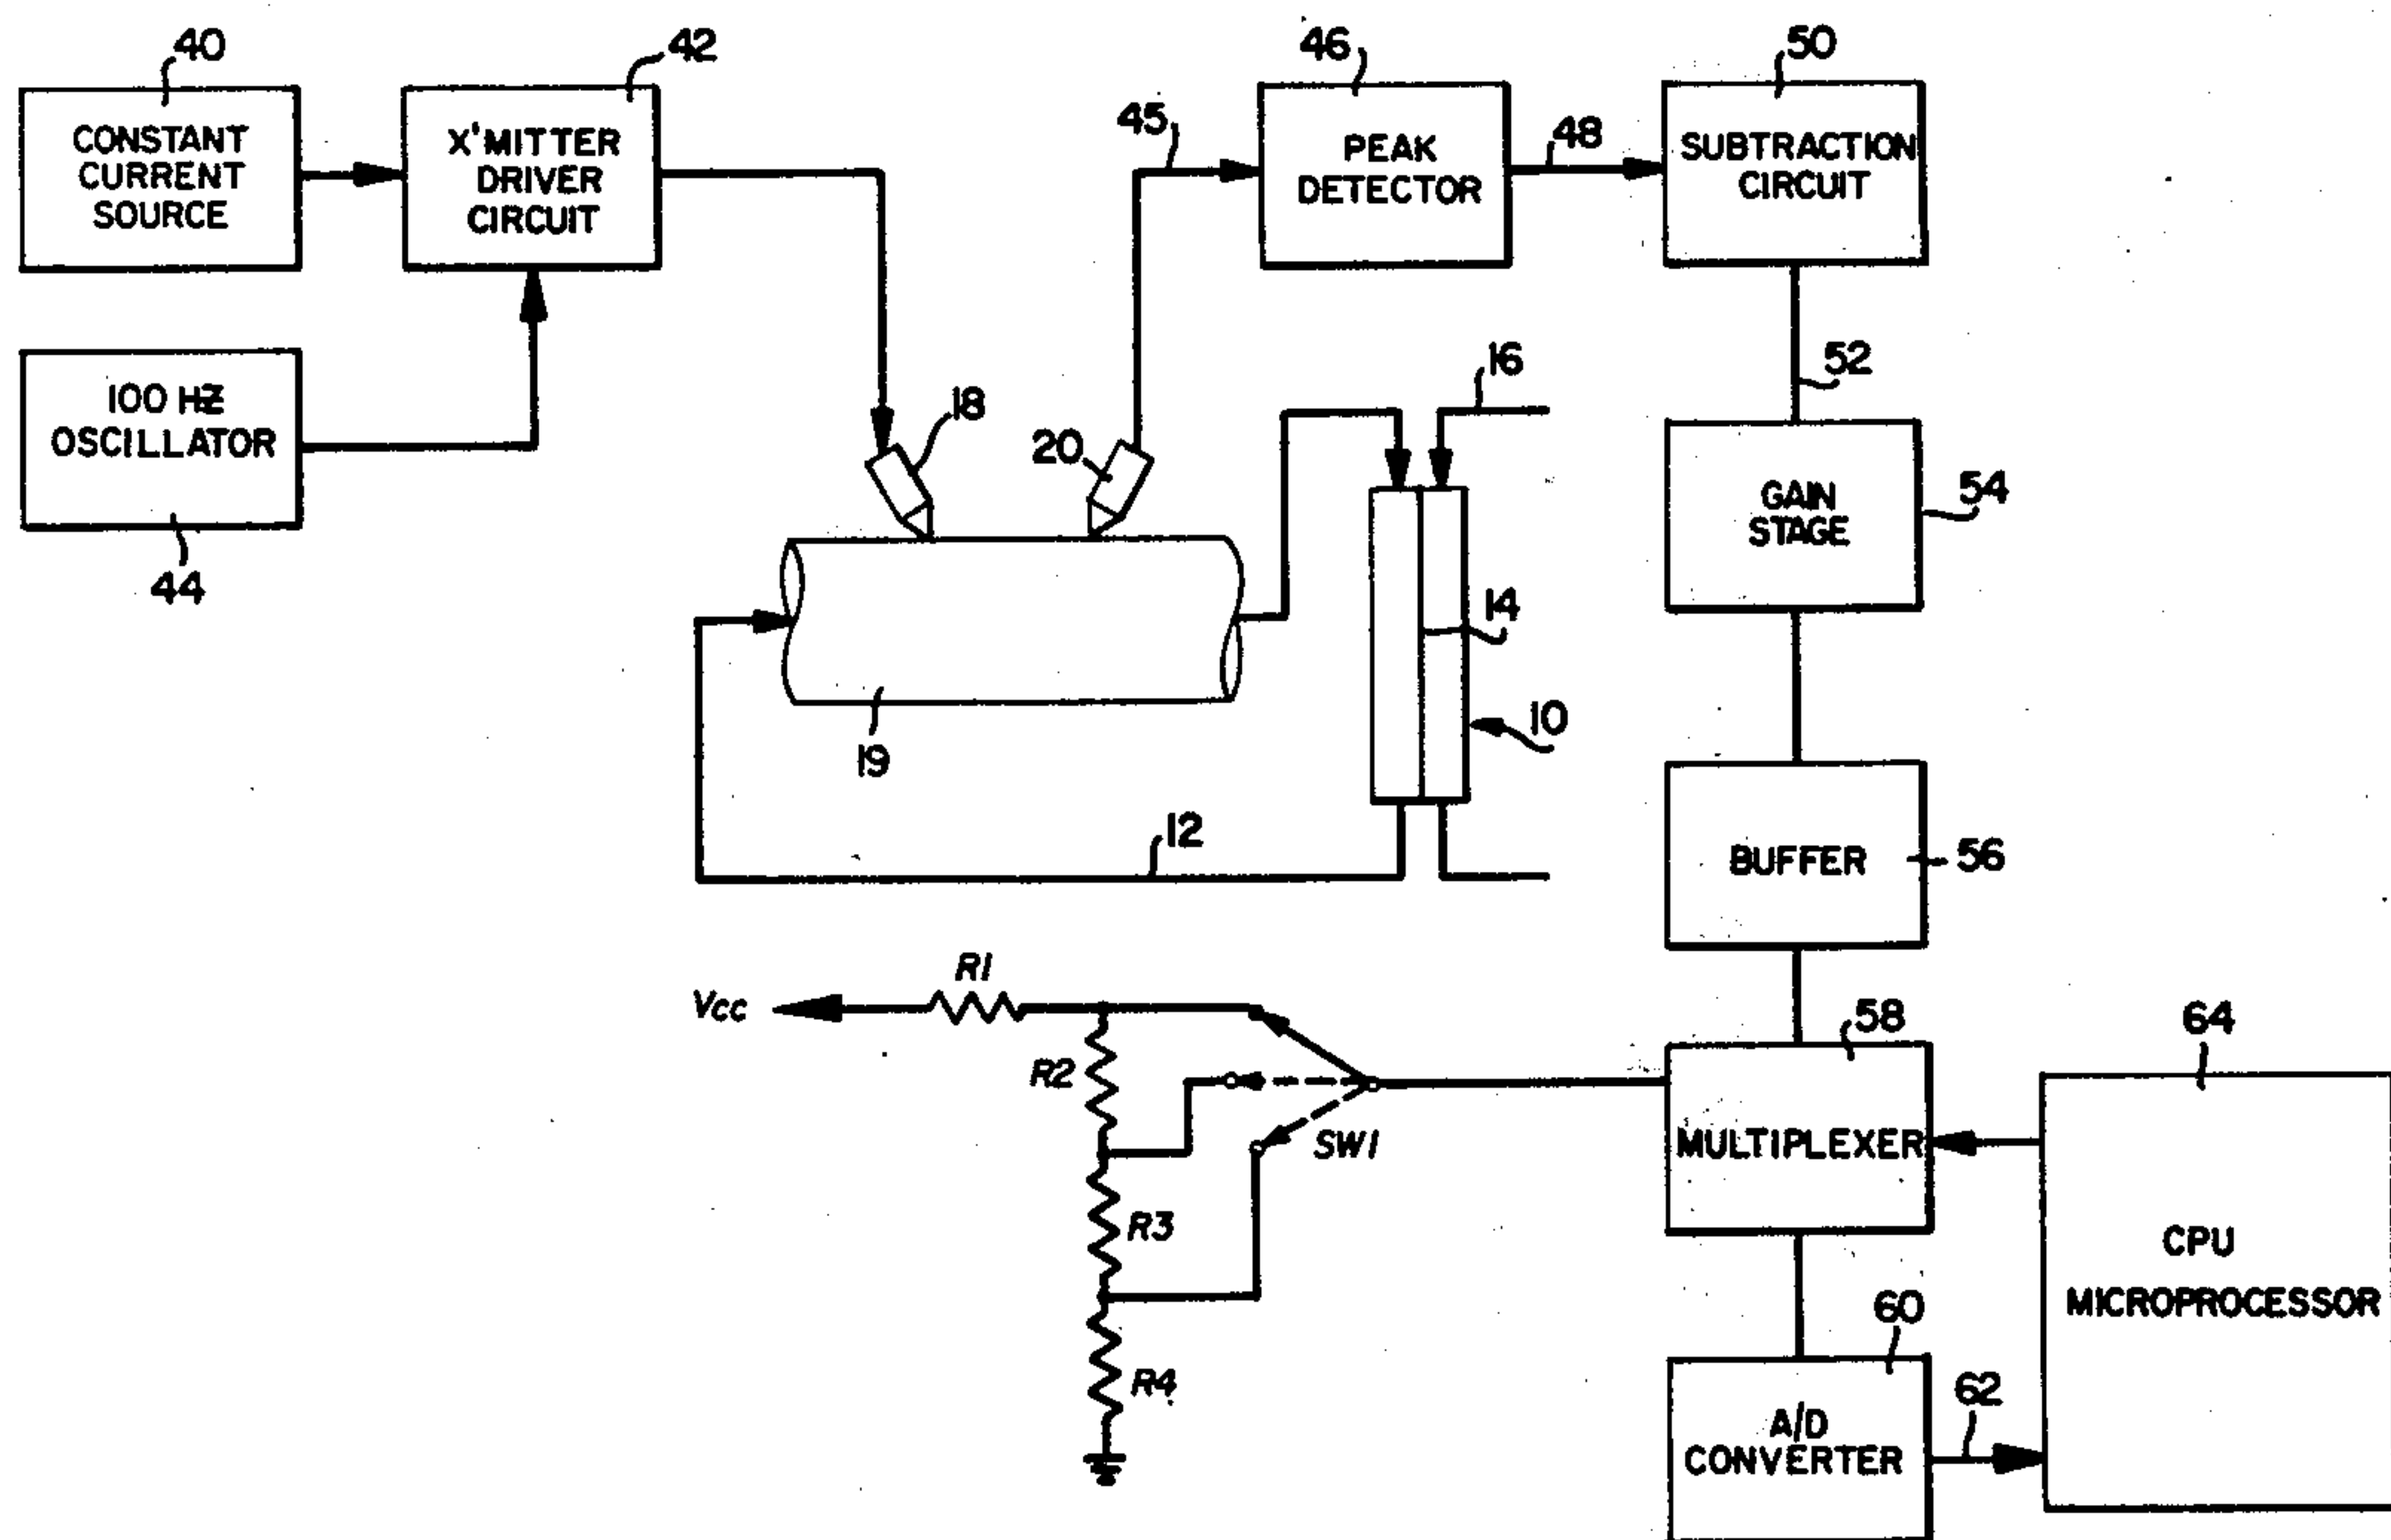 40
42
46
50
CONSTANT
CURRENT
SOURCE
X'MITTER
DRIVER
CIRCUIT
45
PEAK
DETECTOR
48
SUBTRACTION
CIRCUIT
100 HZ
OSCILLATOR
44
18
20
16
52
GAIN
STAGE
54
14
19
10
12
BUFFER
56
Vcc
R1
R2
SW1
R3
R4
58
MULTIPLEXER
64
CPU
MICROPROCESSOR
60
A/D
CONVERTER
62